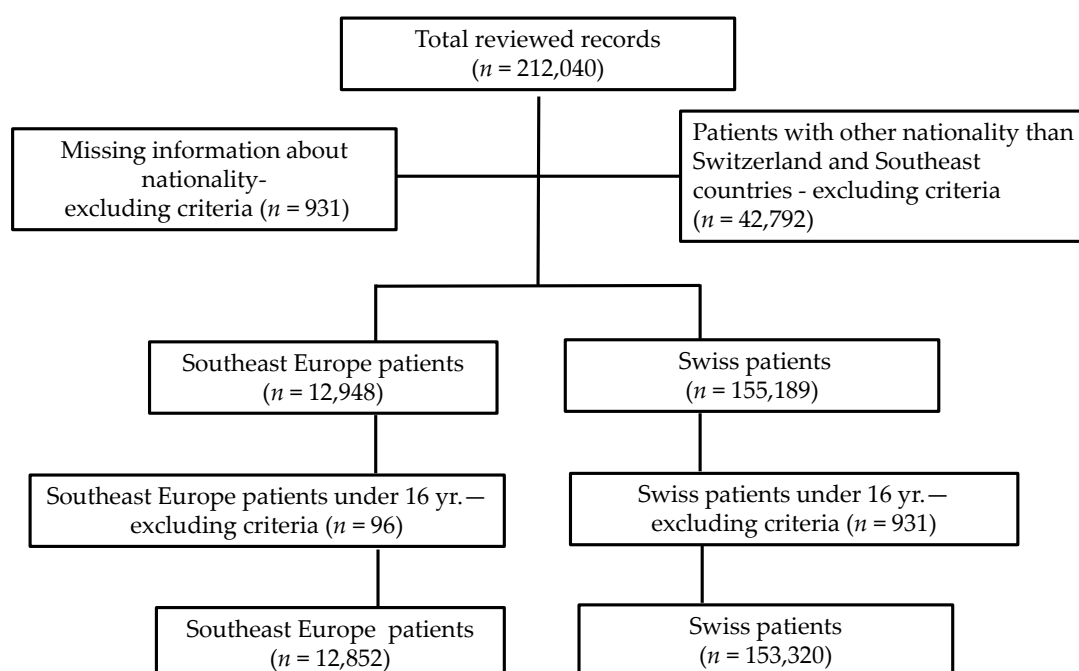 Total reviewed records
(n = 212,040)
Missing information about
nationality-
excluding criteria (n = 931)
Patients with other nationality than
Switzerland and Southeast
countries - excluding criteria
(n = 42,792)
Southeast Europe patients
(n = 12,948)
Swiss patients
(n = 155,189)
Southeast Europe patients under 16 yr.—
excluding criteria (n = 96)
Swiss patients under 16 yr.—
excluding criteria (n = 931)
Southeast Europe patients
(n = 12,852)
Swiss patients
(n = 153,320)